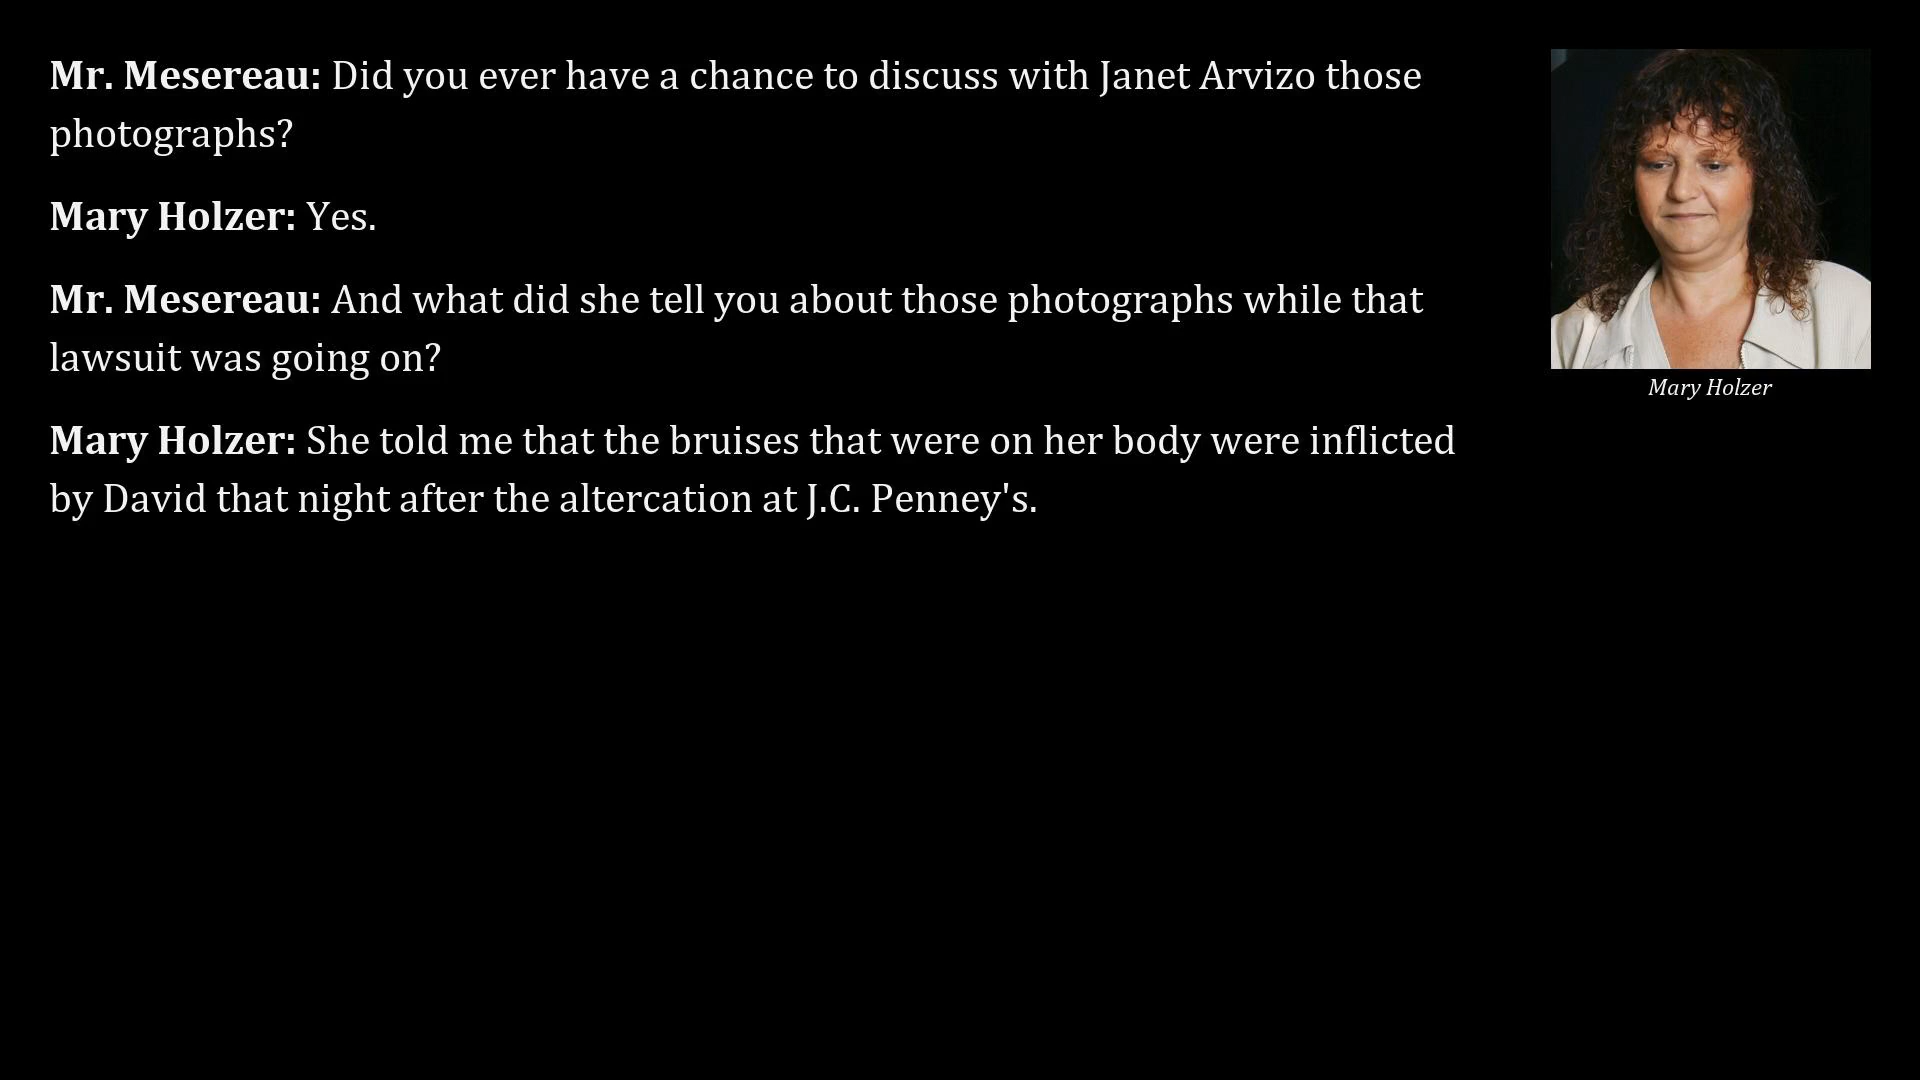 Mr. Mesereau: Did you ever have a chance to discuss with Janet Arvizo those
photographs?
Mary Holzer: Yes.
Mr. Mesereau: And what did she tell you about those photographs while that
lawsuit was going on?
Mary Holzer: She told me that the bruises that were on her body were inflicted
by David that night after the altercation at J.C. Penney's.
Mary Holzer